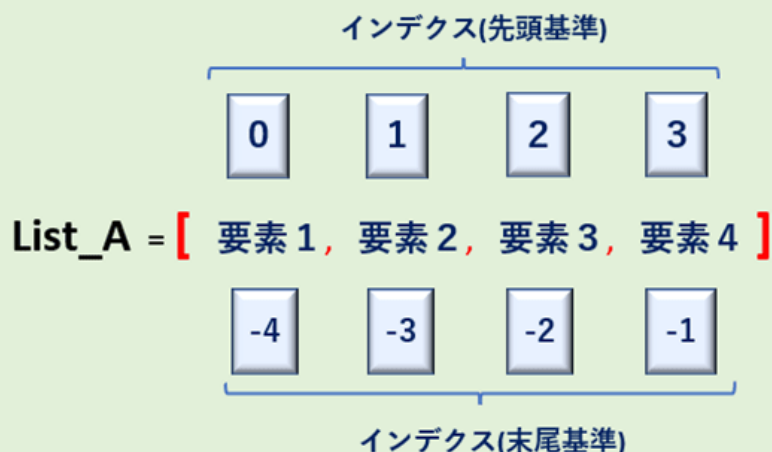 インデクス(先頭基準)
0 1 2 3
List_A = [ 要素1, 要素2, 要素3, 要素4 ]
-4 -3 -2 -1
インデクス(末尾基準)